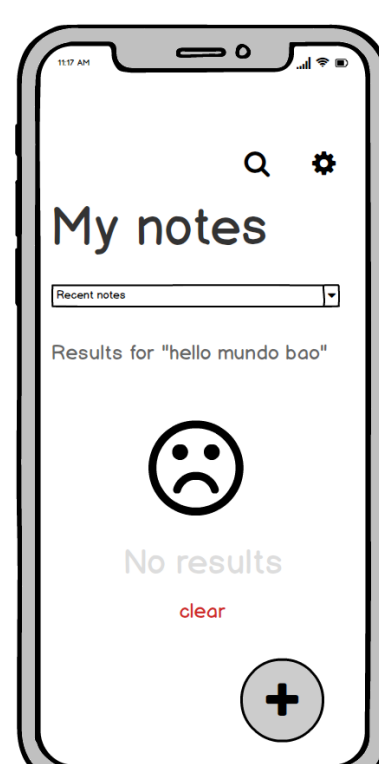 11:17 AM
My notes
Recent notes
Results for "hello mundo bao"
No results
clear